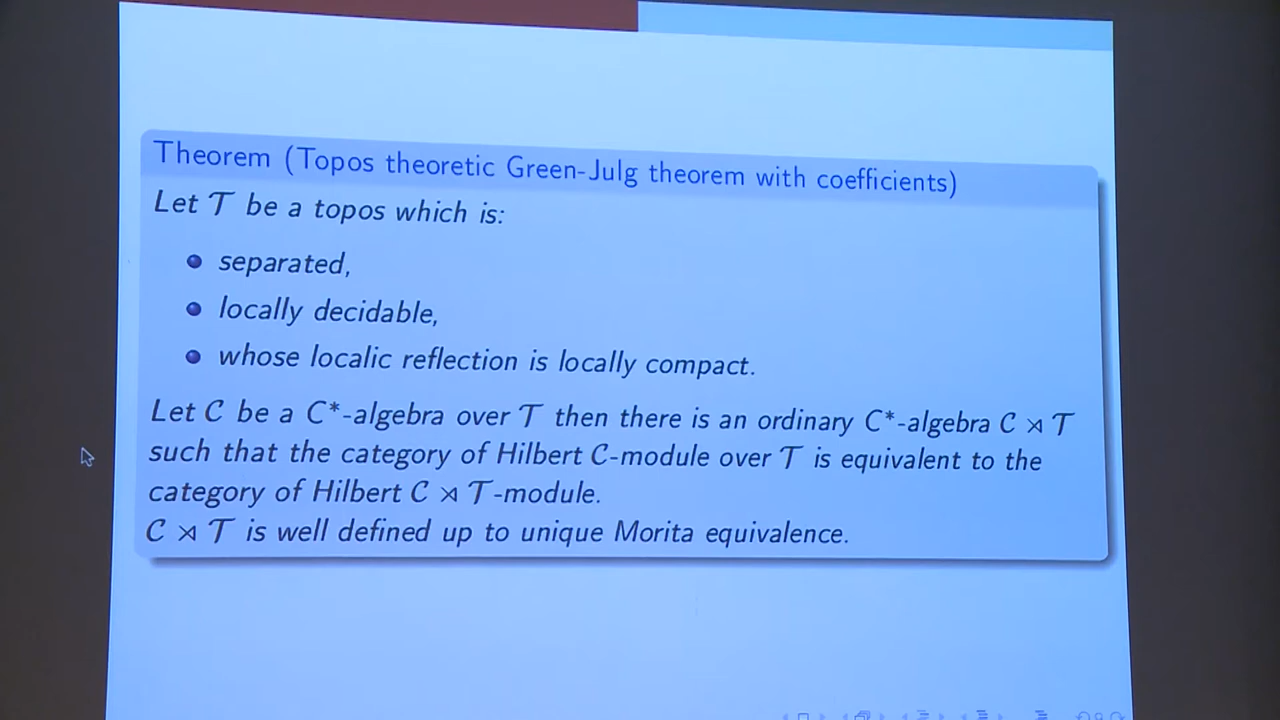 Theorem (Topos theoretic Green-Julg theorem with coefficients)
Let 𝒯 be a topos which is:
separated,
locally decidable,
whose localic reflection is locally compact.
Let 𝒞 be a C*-algebra over 𝒯 then there is an ordinary C*-algebra 𝒞 ⋊ 𝒯
such that the category of Hilbert 𝒞-module over 𝒯 is equivalent to the
category of Hilbert 𝒞 ⋊ 𝒯-module.
𝒞 ⋊ 𝒯 is well defined up to unique Morita equivalence.